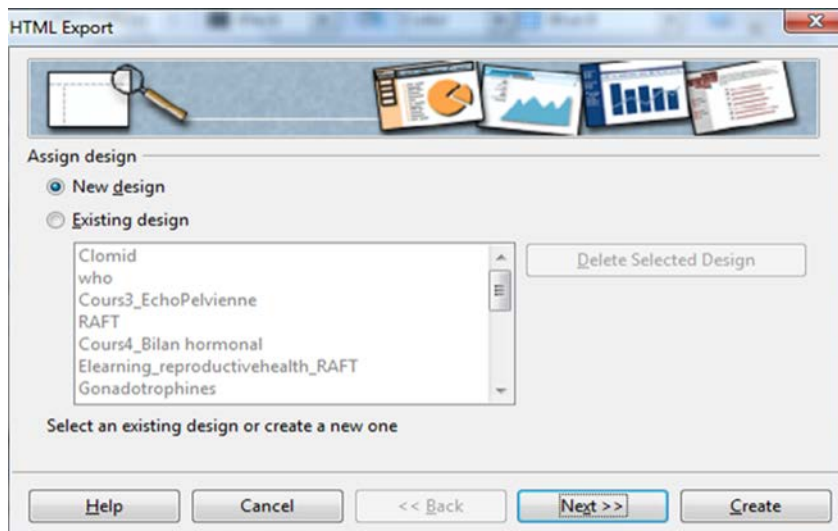 HTML Export
Assign design
New design
Existing design
Clomid
who
Cours3_EchoPelvienne
RAFT
Cours4_Bilan hormonal
Elearning_reproductivehealth_RAFT
Gonadotrophines
Delete Selected Design
Select an existing design or create a new one
Help
Cancel
<< Back
Next >>
Create